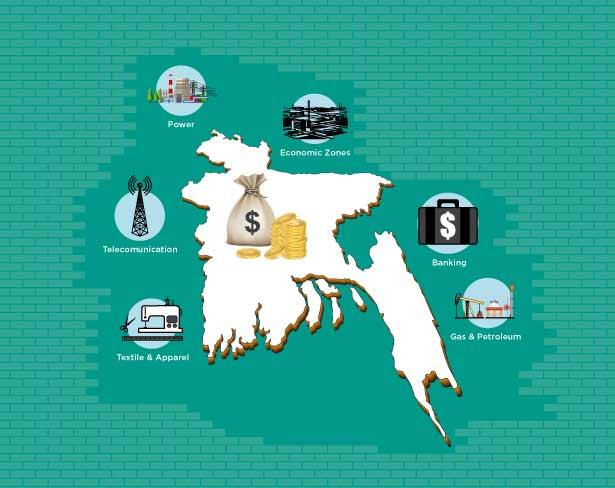 Power
Economic Zones
$
$
Telecomunication
Banking
Gas & Petroleum
Textile & Apparel